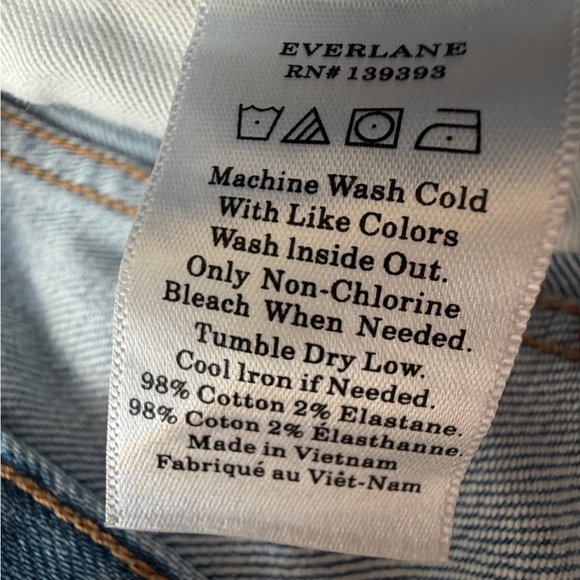 EVERLANE
RN# 139393
Machine Wash Cold
With Like Colors
Wash Inside Out.
Only Non-Chlorine
Bleach When Needed.
Tumble Dry Low.
Cool Iron if Needed.
98% Cotton 2% Elastane.
98% Coton 2% Élasthanne.
Made in Vietnam
Fabriqué au Viêt-Nam